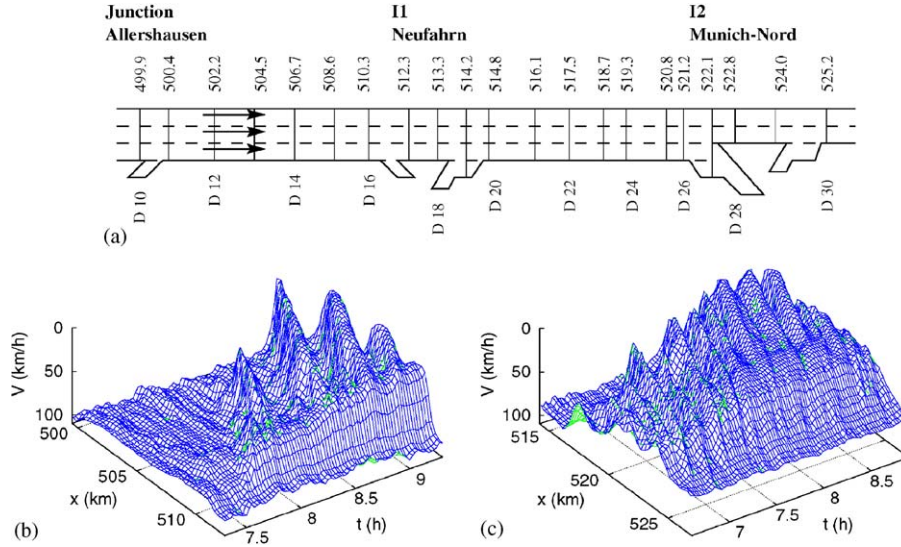 Junction I1 I2
Allershausen Neufahrn Munich-Nord
499.9 500.4 502.2 504.5 506.7 508.6 510.3 512.3 513.3 514.2 514.8 516.1 517.5 518.7 519.3 520.8 521.2 522.1 522.8 524.0 525.2
D 10 D 12 D 14 D 16 D 18 D 20 D 22 D 24 D 26 D 28 D 30
(a)
V (km/h)
0
50
100
500
505
510
x (km)
7.5
8
8.5
9
t (h)
(b)
V (km/h)
0
50
100
515
520
525
x (km)
7
7.5
8
8.5
t (h)
(c)